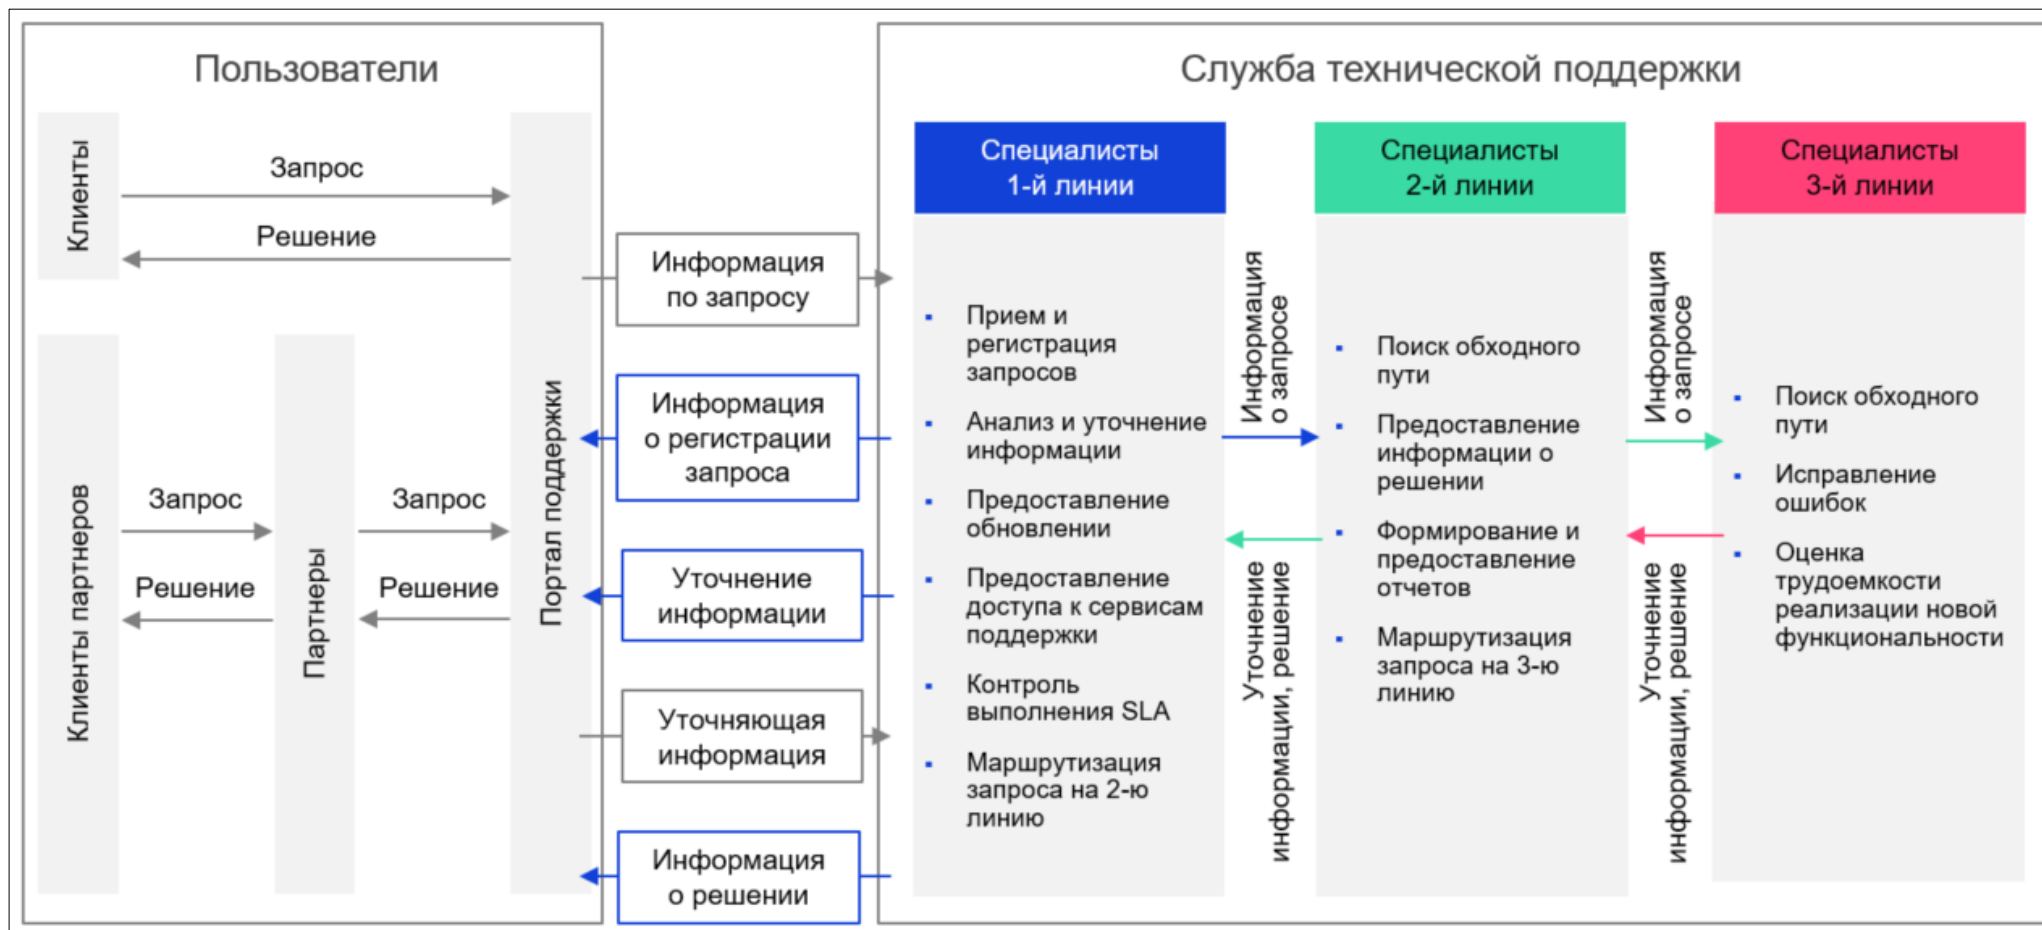 Пользователи
Клиенты
Запрос
Решение
Клиенты партнеров
Запрос
Решение
Партнеры
Запрос
Решение
Портал поддержки
Информация
по запросу
Информация
о регистрации
запроса
Уточнение
информации
Уточняющая
информация
Информация
о решении
Служба технической поддержки
Специалисты
1-й линии
▪ Прием и
регистрация
запросов
▪ Анализ и уточнение
информации
▪ Предоставление
обновлении
▪ Предоставление
доступа к сервисам
поддержки
▪ Контроль
выполнения SLA
▪ Маршрутизация
запроса на 2-ю
линию
Информация
о запросе
Уточнение
информации, решение
Специалисты
2-й линии
▪ Поиск обходного
пути
▪ Предоставление
информации о
решении
▪ Формирование и
предоставление
отчетов
▪ Маршрутизация
запроса на 3-ю
линию
Информация
о запросе
Уточнение
информации, решение
Специалисты
3-й линии
▪ Поиск обходного
пути
▪ Исправление
ошибок
▪ Оценка
трудоемкости
реализации новой
функциональности